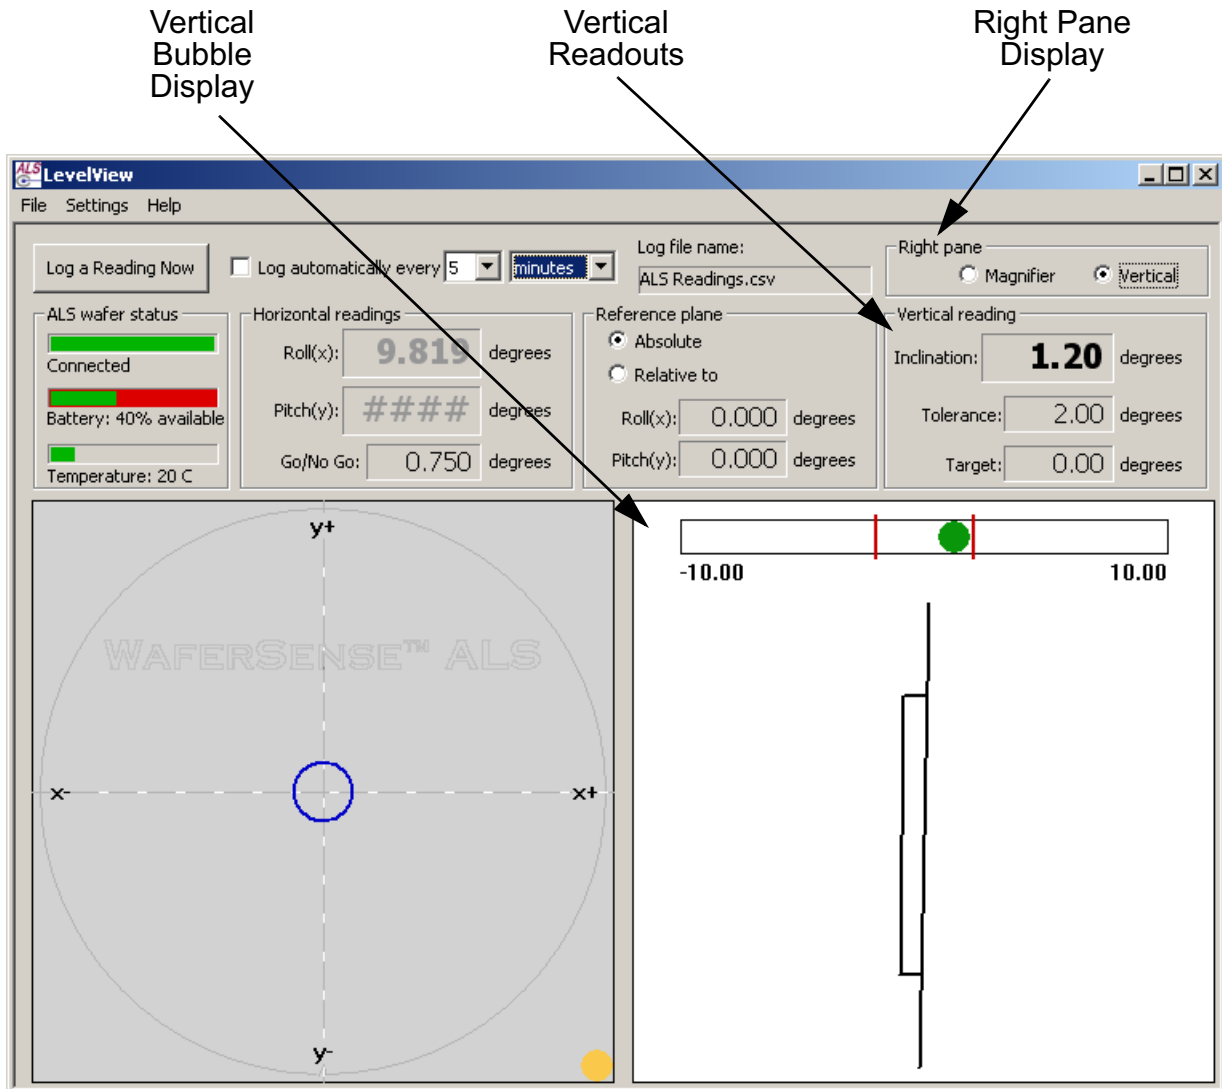 Vertical
Bubble
Display
Vertical
Readouts
Right Pane
Display
ALS
LevelView
File Settings Help
Log a Reading Now
Log automatically every 5 minutes
Log file name:
ALS Readings.csv
Right pane
Magnifier Vertical
ALS wafer status
Connected
Battery: 40% available
Temperature: 20 C
Horizontal readings
Roll(x): 9.819 degrees
Pitch(y): #### degrees
Go/No Go: 0.750 degrees
Reference plane
Absolute
Relative to
Roll(x): 0.000 degrees
Pitch(y): 0.000 degrees
Vertical reading
Inclination: 1.20 degrees
Tolerance: 2.00 degrees
Target: 0.00 degrees
y+
WAFERSENSE™ ALS
x- x+
y-
-10.00 10.00